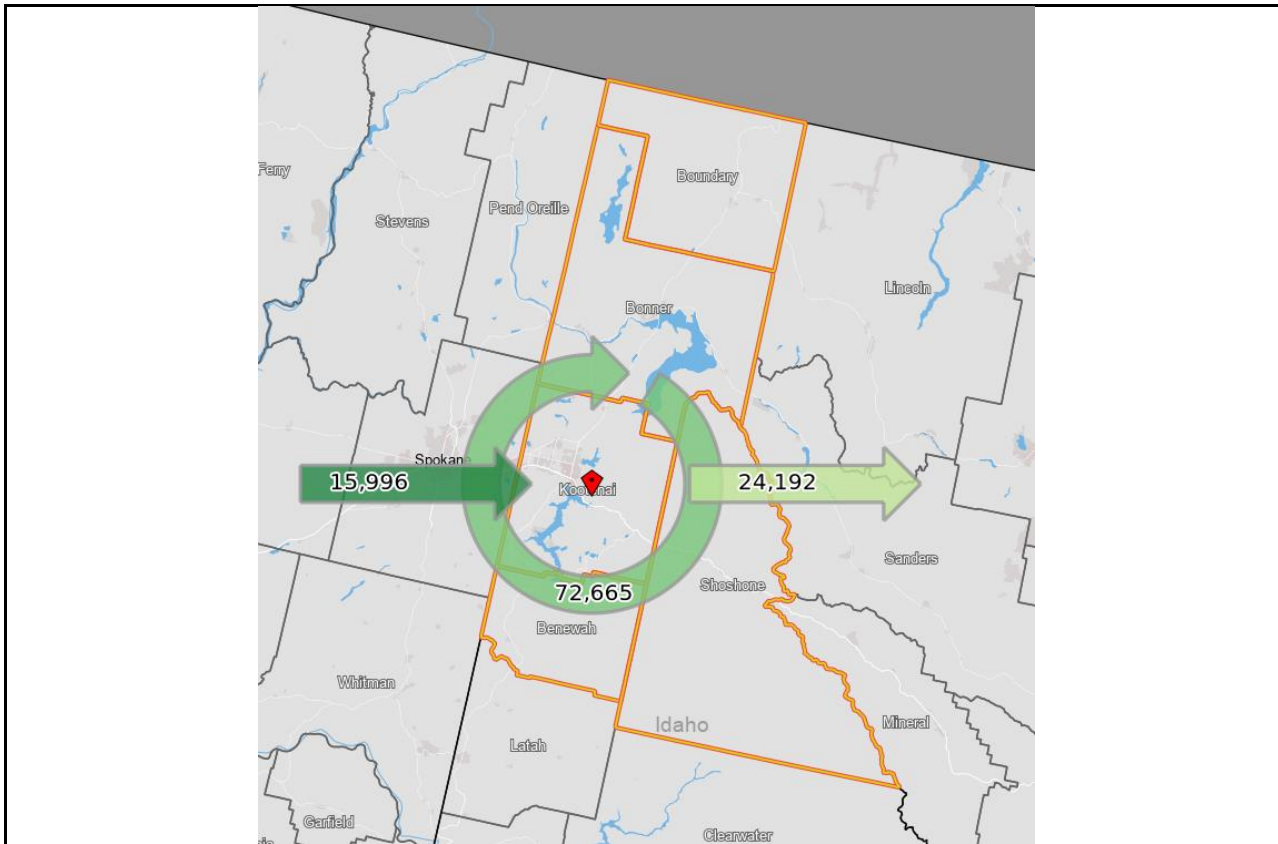 Boundary
Ferry
Pend Oreille
Stevens
Lincoln
Bonner
Spokane
15,996
24,192
Kootenai
Sanders
Shoshone
72,665
Benewah
Whitman
Idaho
Mineral
Latah
Garfield
Clearwater